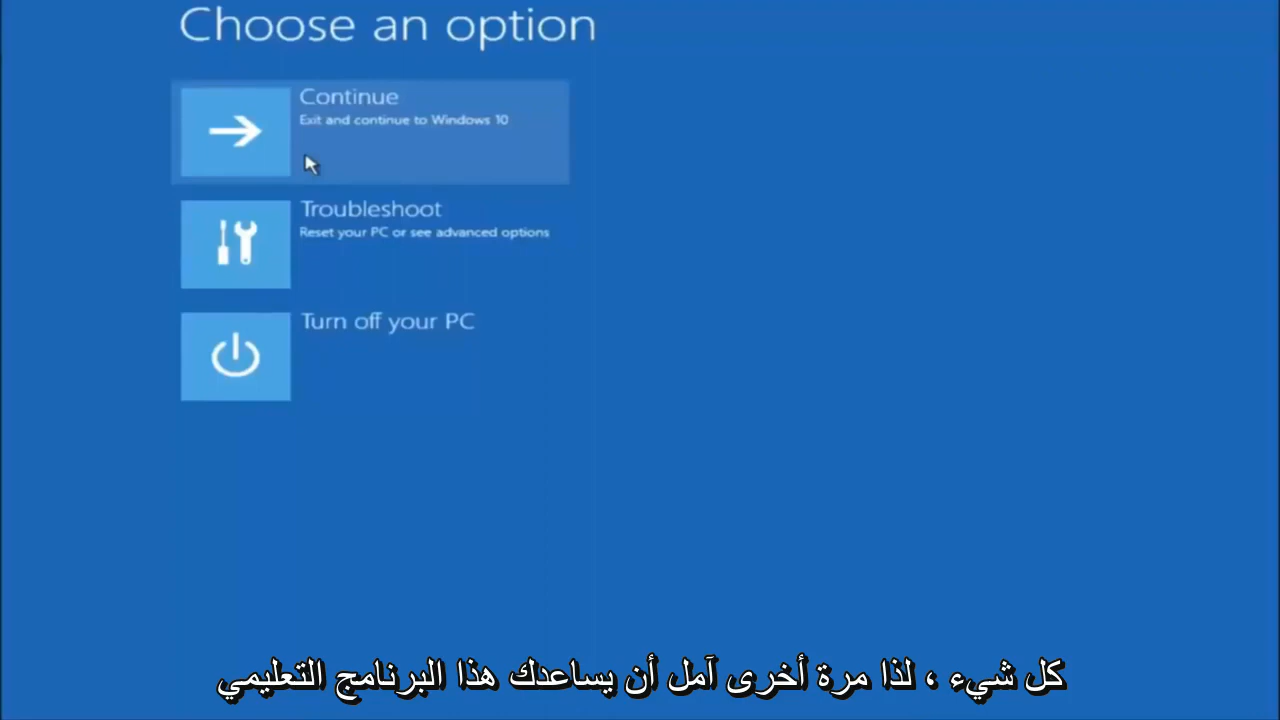 Choose an option
Continue
Exit and continue to Windows 10
Troubleshoot
Reset your PC or see advanced options
Turn off your PC
كل شيء ، لذا مرة أخرى آمل أن يساعدك هذا البرنامج التعليمي